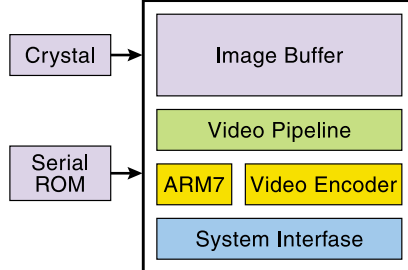 Crystal
Image Buffer
Video Pipeline
Serial
ROM
ARM7
Video Encoder
System Interfase